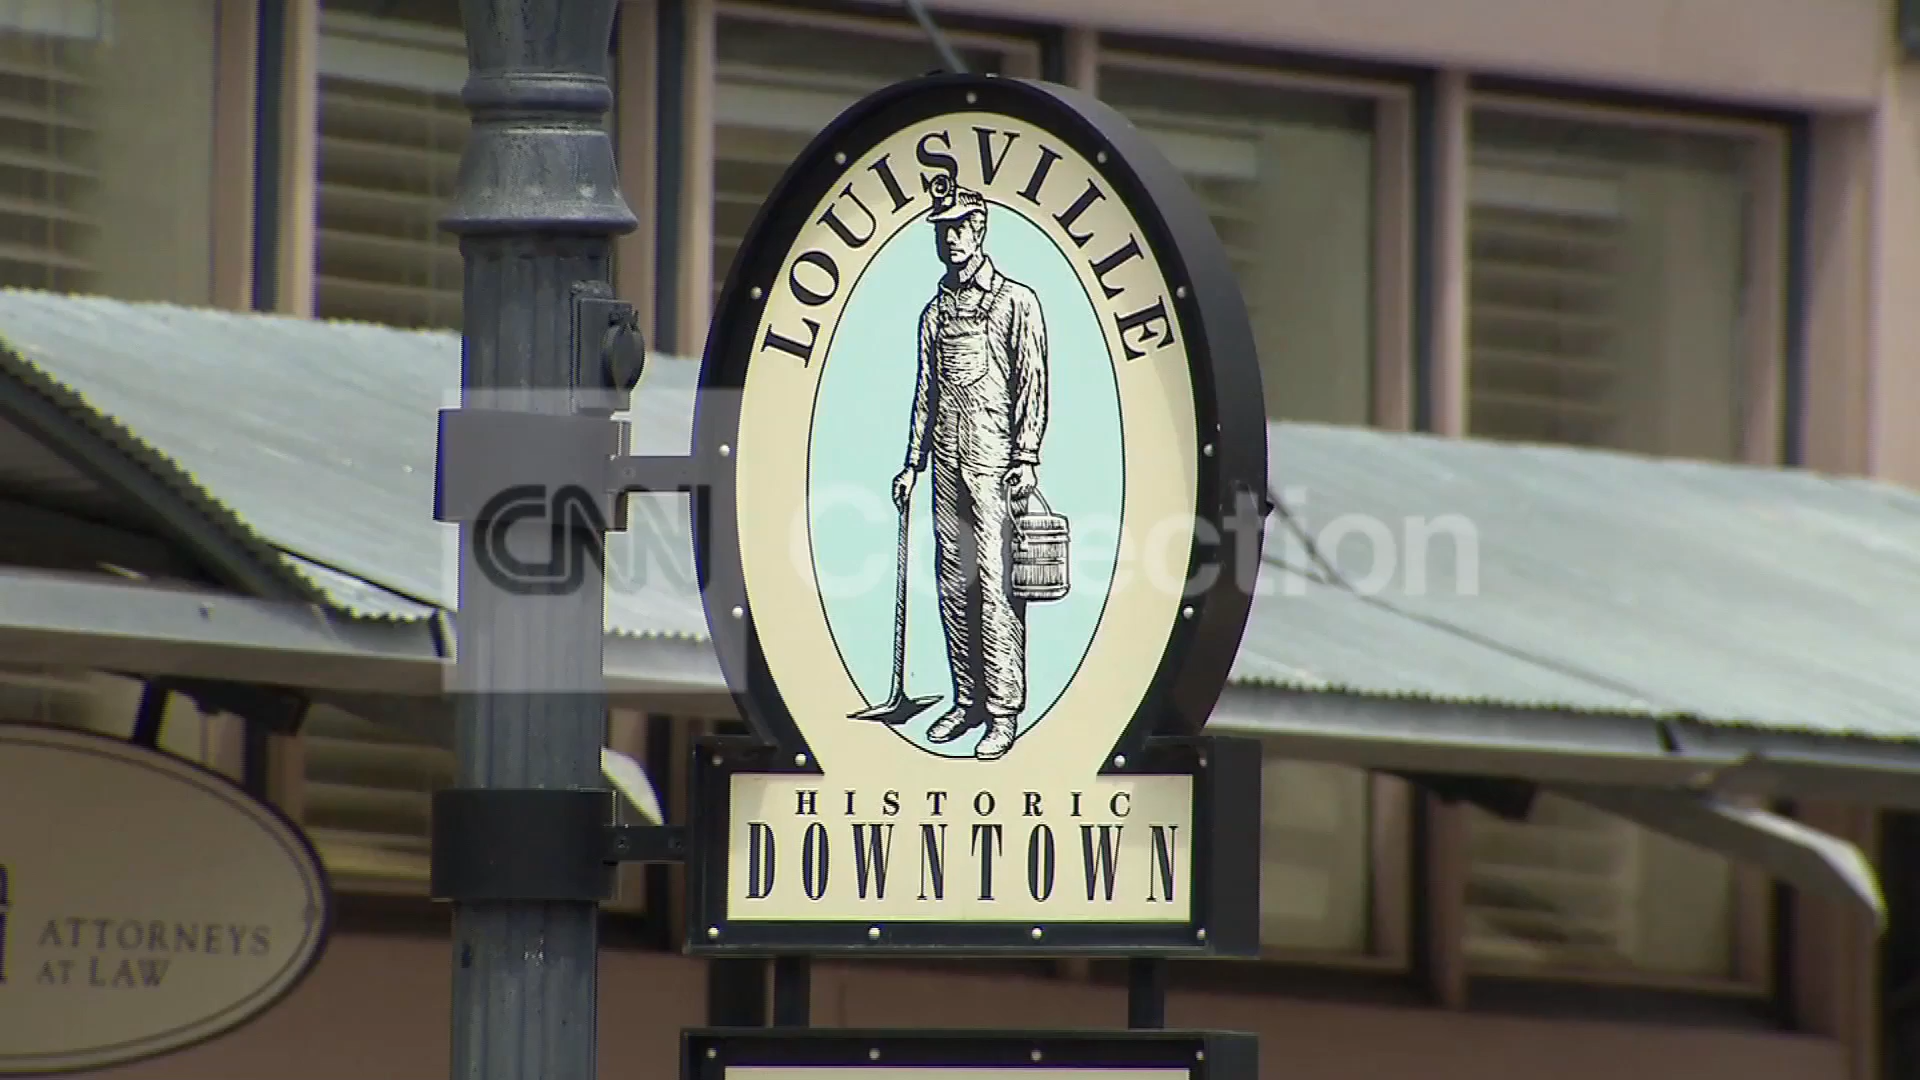 LOUISVILLE
CNN Collection
HISTORIC
DOWNTOWN
ATTORNEYS
AT LAW